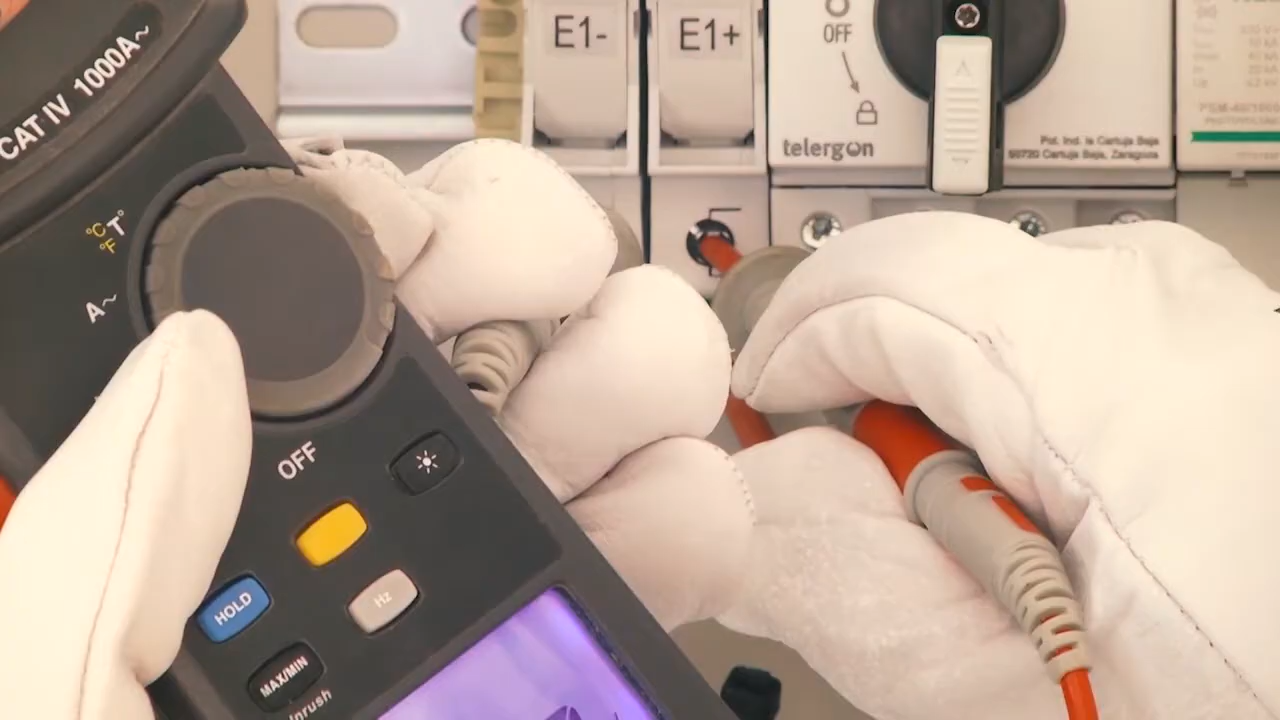 CAT IV 1000A~
°C
°F
T°
A~
OFF
HOLD
Hz
MAX/MIN
Inrush
E1-
E1+
OFF
telergon
Pol. Ind. la Cartuja Baja
50720 Cartuja Baja, Zaragoza